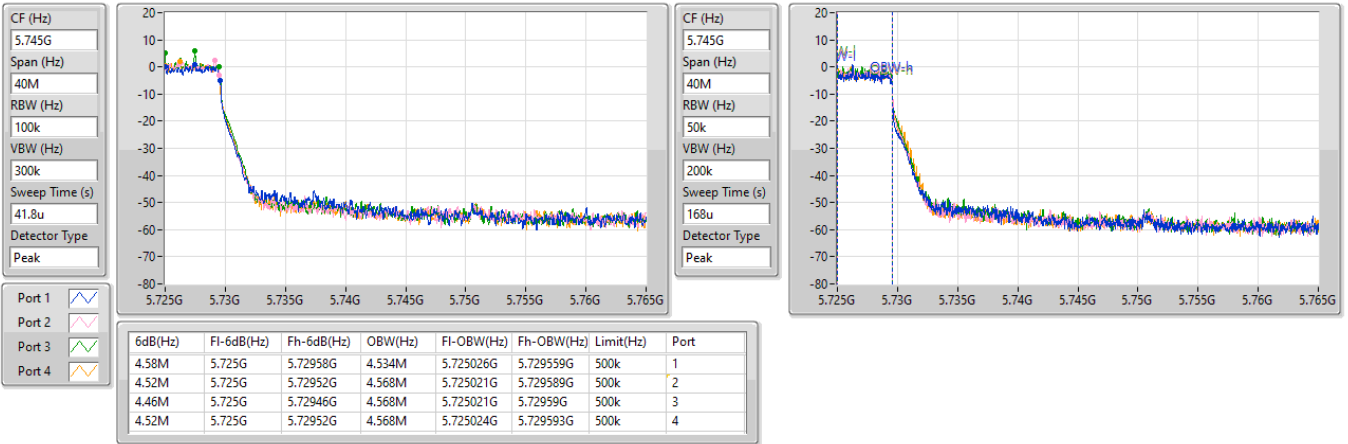 CF (Hz)
5.745G
Span (Hz)
40M
RBW (Hz)
100k
VBW (Hz)
300k
Sweep Time (s)
41.8u
Detector Type
Peak
20-
10-
0-
-10-
-20-
-30-
-40-
-50-
-60-
-70-
-80-
5.725G 5.73G 5.735G 5.74G 5.745G 5.75G 5.755G 5.76G 5.765G
CF (Hz)
5.745G
Span (Hz)
40M
RBW (Hz)
50k
VBW (Hz)
200k
Sweep Time (s)
168u
Detector Type
Peak
20-
10-
0-
-10-
-20-
-30-
-40-
-50-
-60-
-70-
-80-
W-l
OBW-h
5.725G 5.73G 5.735G 5.74G 5.745G 5.75G 5.755G 5.76G 5.765G
Port 1
Port 2
Port 3
Port 4
6dB(Hz) Fl-6dB(Hz) Fh-6dB(Hz) OBW(Hz) Fl-OBW(Hz) Fh-OBW(Hz) Limit(Hz) Port
4.58M 5.725G 5.72958G 4.534M 5.725026G 5.729559G 500k 1
4.52M 5.725G 5.72952G 4.568M 5.725021G 5.729589G 500k 2
4.46M 5.725G 5.72946G 4.568M 5.725021G 5.72959G 500k 3
4.52M 5.725G 5.72952G 4.568M 5.725024G 5.729593G 500k 4